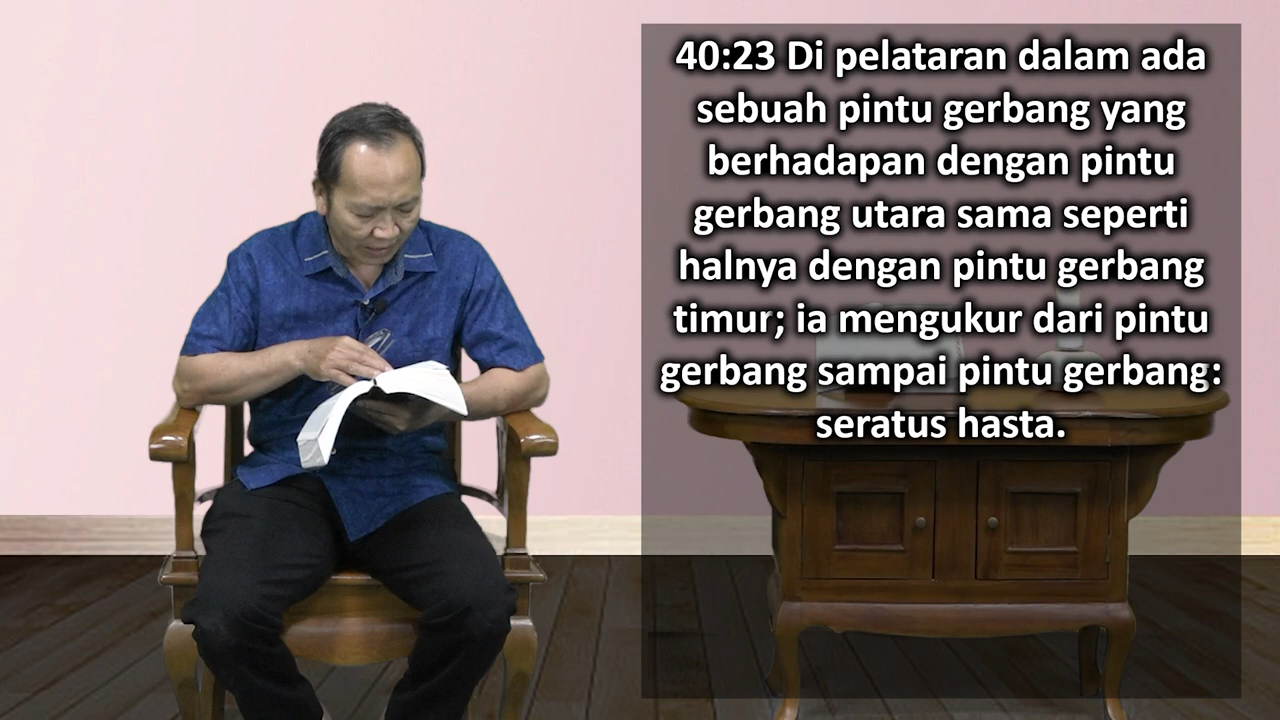 40:23 Di pelataran dalam ada
sebuah pintu gerbang yang
berhadapan dengan pintu
gerbang utara sama seperti
halnya dengan pintu gerbang
timur; ia mengukur dari pintu
gerbang sampai pintu gerbang:
seratus hasta.